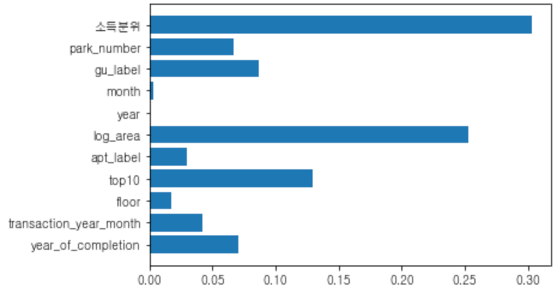 소득분위
park_number
gu_label
month
year
log_area
apt_label
top10
floor
transaction_year_month
year_of_completion
0.00 0.05 0.10 0.15 0.20 0.25 0.30